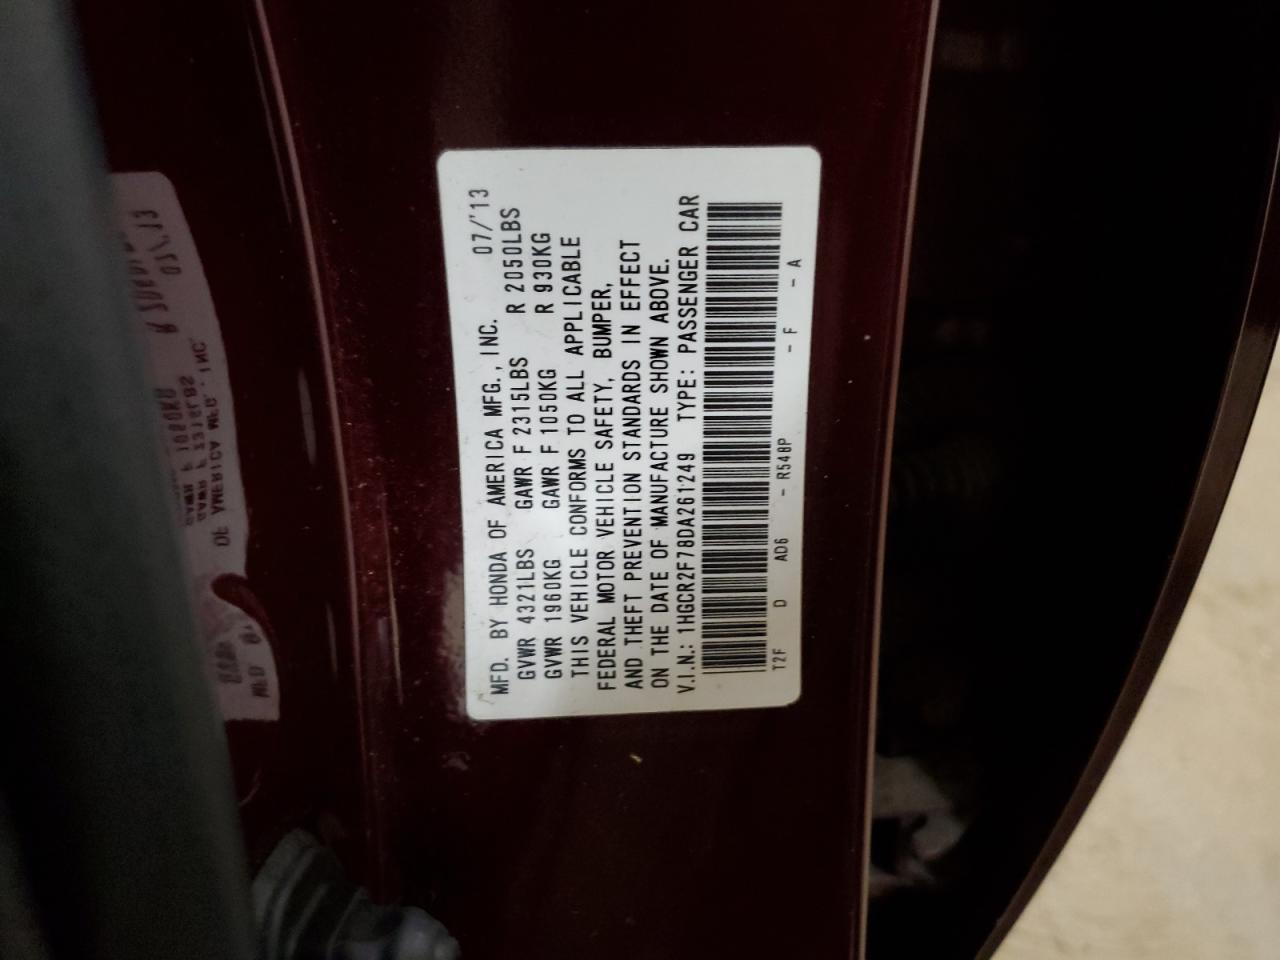 MFD. BY HONDA OF AMERICA MFG., INC. 07/'13
GVWR 4321LBS GAWR F 2315LBS R 2050LBS
GVWR 1960KG GAWR F 1050KG R 930KG
THIS VEHICLE CONFORMS TO ALL APPLICABLE
FEDERAL MOTOR VEHICLE SAFETY, BUMPER,
AND THEFT PREVENTION STANDARDS IN EFFECT
ON THE DATE OF MANUFACTURE SHOWN ABOVE.
V.I.N.: 1HGCR2F78DA261249 TYPE: PASSENGER CAR
T2F D AD6 - R548P - F - A